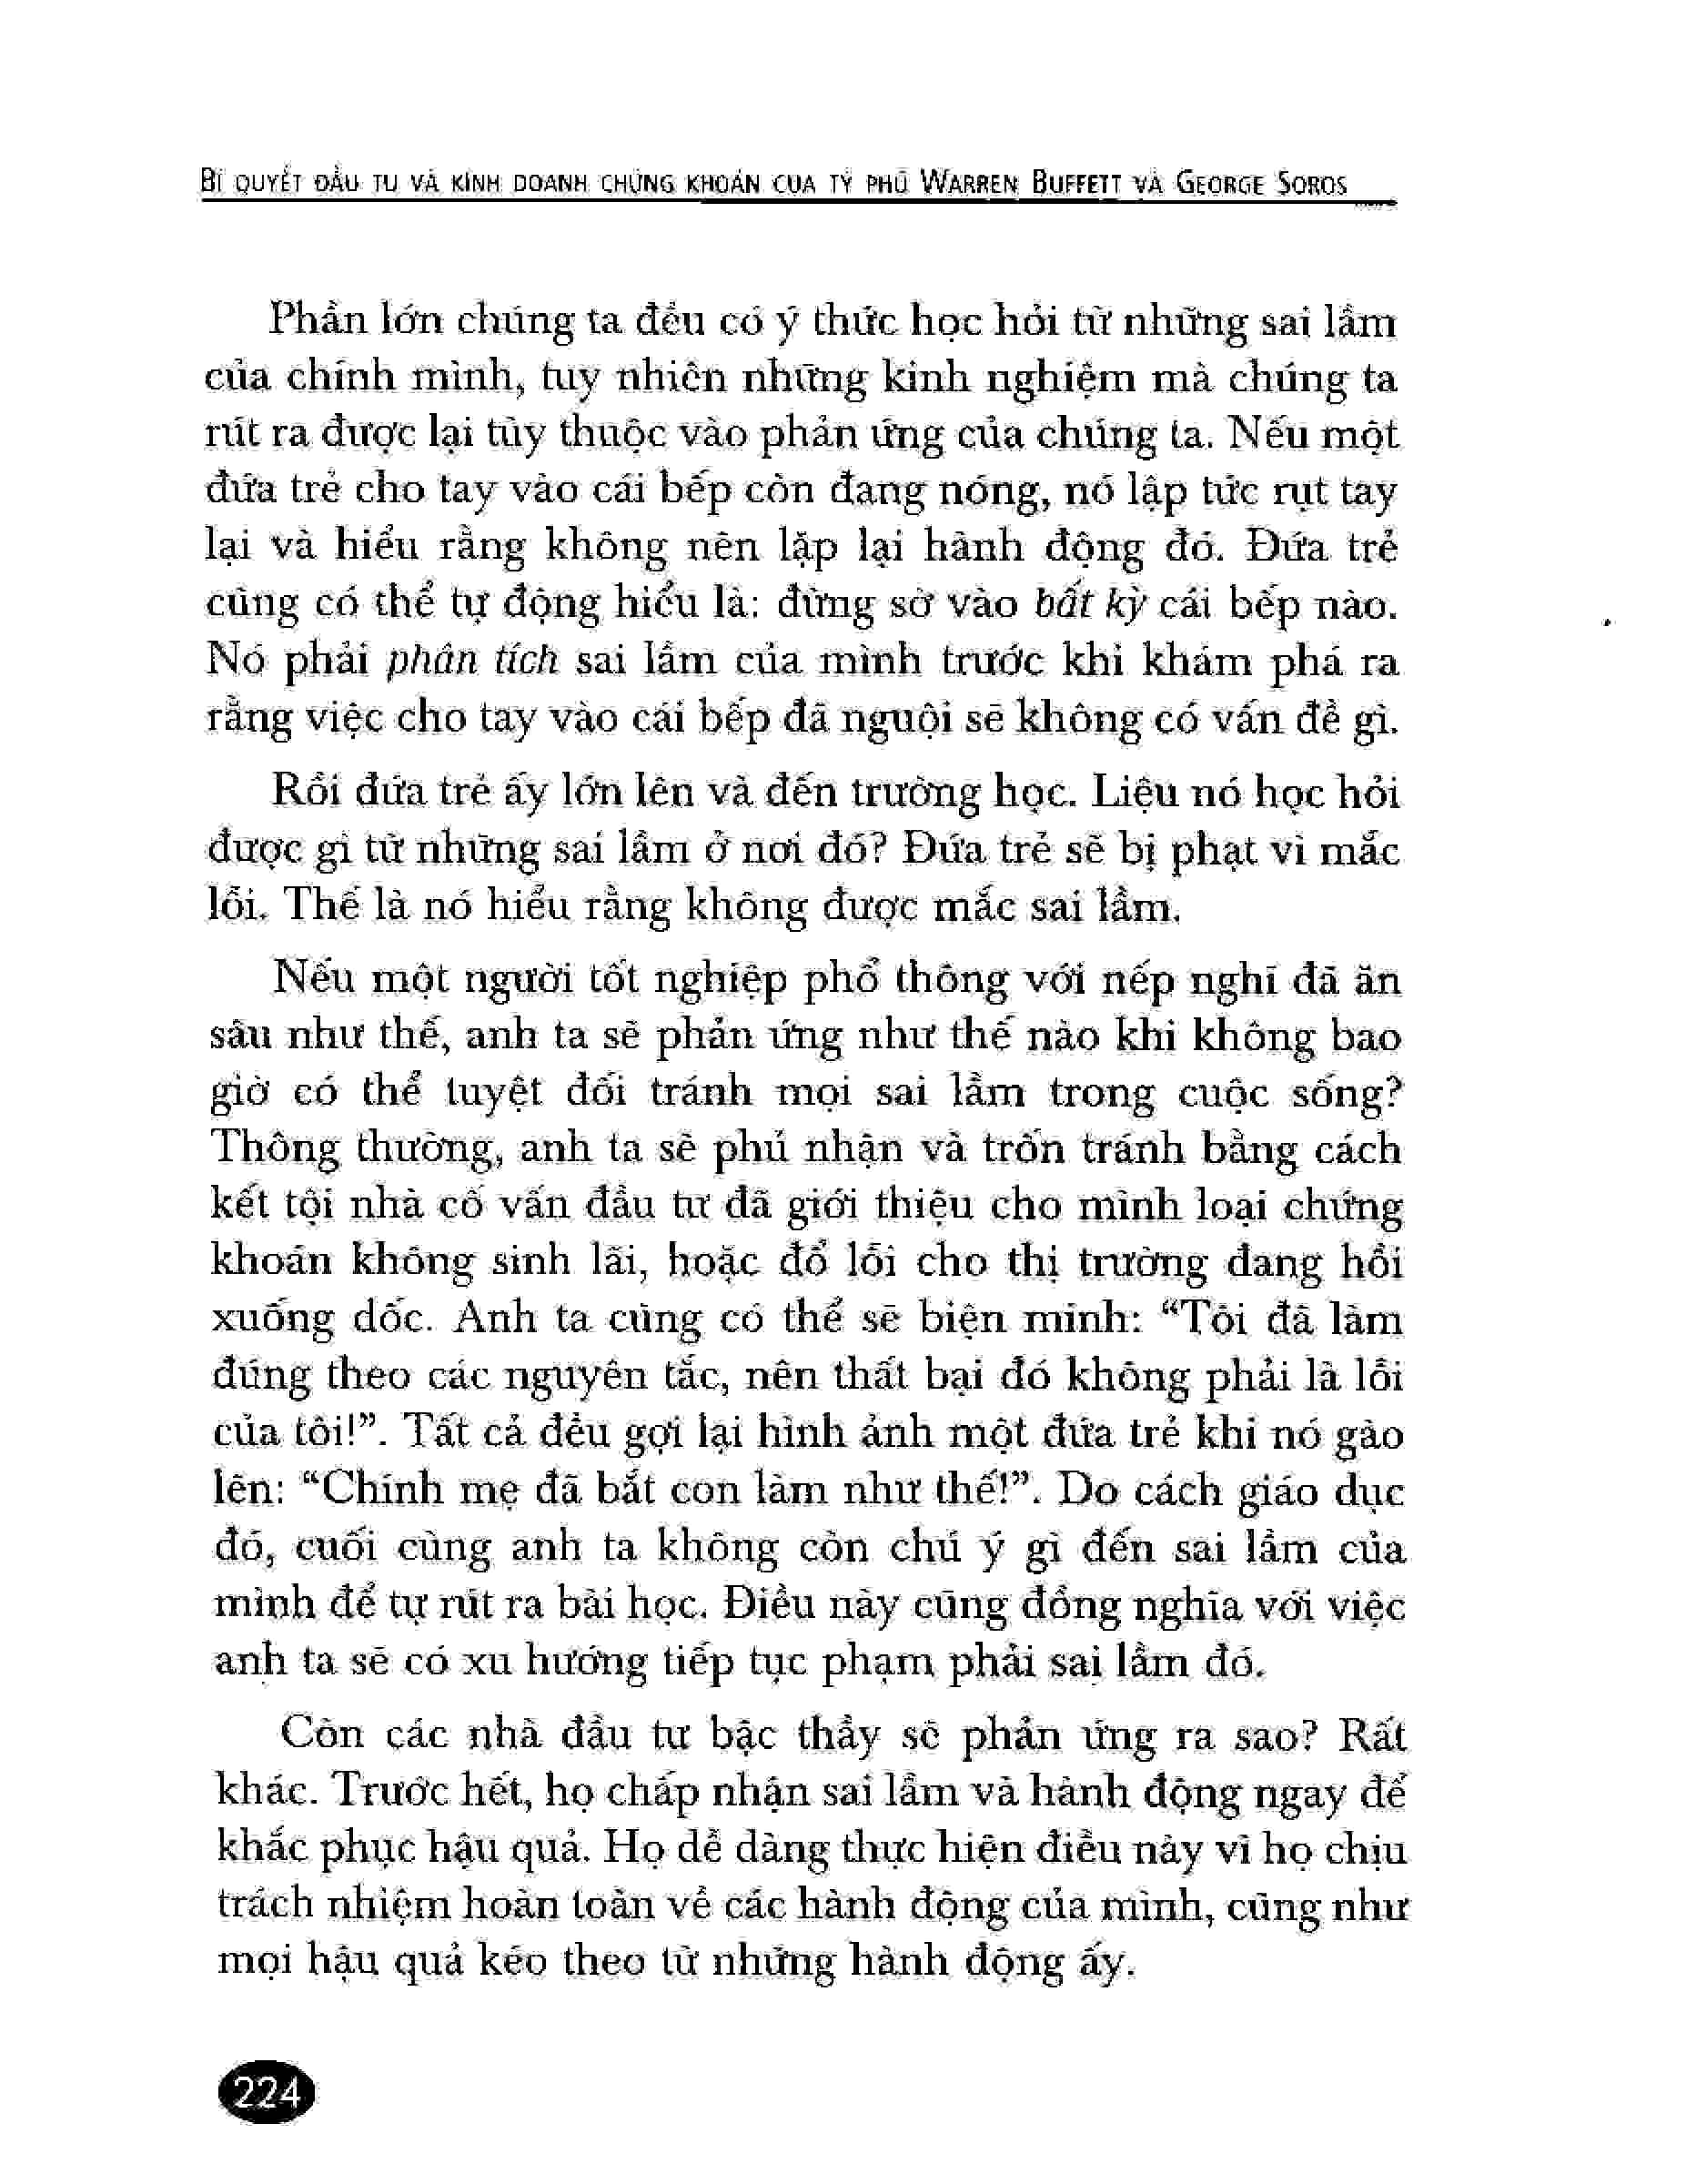 BÍ QUYẾT ĐẦU TƯ VÀ KINH DOANH CHỨNG KHOÁN CỦA TỶ PHÚ WARREN BUFFETT VÀ GEORGE SOROS
Phần lớn chúng ta đều có ý thức học hỏi từ những sai lầm
của chính mình, tuy nhiên những kinh nghiệm mà chúng ta
rút ra được lại tùy thuộc vào phản ứng của chúng ta. Nếu một
đứa trẻ cho tay vào cái bếp còn đang nóng, nó lập tức rụt tay
lại và hiểu rằng không nên lặp lại hành động đó. Đứa trẻ
cũng có thể tự động hiểu là: đừng sờ vào bất kỳ cái bếp nào.
Nó phải phân tích sai lầm của mình trước khi khám phá ra
rằng việc cho tay vào cái bếp đã nguội sẽ không có vấn đề gì.
Rồi đứa trẻ ấy lớn lên và đến trường học. Liệu nó học hỏi
được gì từ những sai lầm ở nơi đó? Đứa trẻ sẽ bị phạt vì mắc
lỗi. Thế là nó hiểu rằng không được mắc sai lầm.
Nếu một người tốt nghiệp phổ thông với nếp nghĩ đã ăn
sâu như thế, anh ta sẽ phản ứng như thế nào khi không bao
giờ có thể tuyệt đối tránh mọi sai lầm trong cuộc sống?
Thông thường, anh ta sẽ phủ nhận và trốn tránh bằng cách
kết tội nhà cố vấn đầu tư đã giới thiệu cho mình loại chứng
khoán không sinh lãi, hoặc đổ lỗi cho thị trường đang hồi
xuống dốc. Anh ta cũng có thể sẽ biện minh: “Tôi đã làm
đúng theo các nguyên tắc, nên thất bại đó không phải là lỗi
của tôi!”. Tất cả đều gợi lại hình ảnh một đứa trẻ khi nó gào
lên: “Chính mẹ đã bắt con làm như thế!”. Do cách giáo dục
đó, cuối cùng anh ta không còn chú ý gì đến sai lầm của
mình để tự rút ra bài học. Điều này cũng đồng nghĩa với việc
anh ta sẽ có xu hướng tiếp tục phạm phải sai lầm đó.
Còn các nhà đầu tư bậc thầy sẽ phản ứng ra sao? Rất
khác. Trước hết, họ chấp nhận sai lầm và hành động ngay để
khắc phục hậu quả. Họ dễ dàng thực hiện điều này vì họ chịu
trách nhiệm hoàn toàn về các hành động của mình, cũng như
mọi hậu quả kéo theo từ những hành động ấy.
224